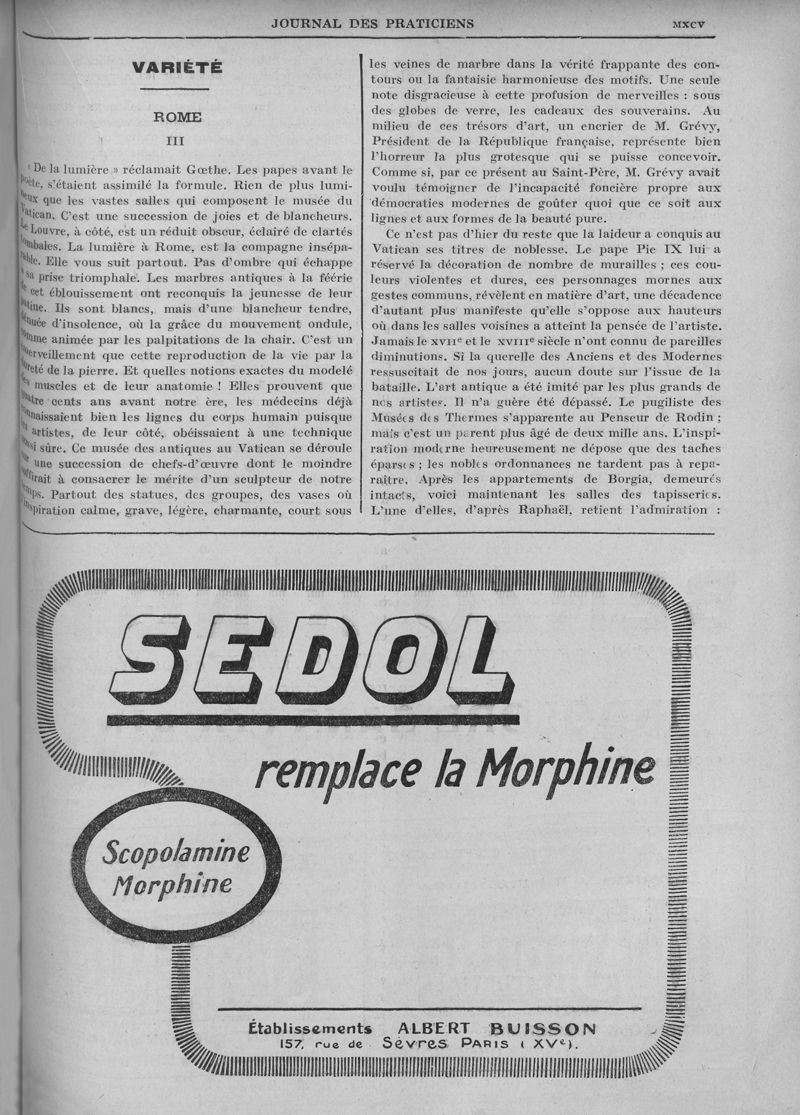 JOURNAL DES PRATICIENS
MXCV
VARIÉTÉ
ROME
III
« De la lumière » réclamait Gœthe. Les papes avant le
poète, s'étaient assimilé la formule. Rien de plus lumi-
neux que les vastes salles qui composent le musée du
Vatican. C'est une succession de joies et de blancheurs.
Le Louvre, à côté, est un réduit obscur, éclairé de clartés
tombales. La lumière à Rome, est la compagne insépa-
rable. Elle vous suit partout. Pas d'ombre qui échappe
à sa prise triomphale. Les marbres antiques à la féérie
de cet éblouissement ont reconquis la jeunesse de leur
patine. Ils sont blancs, mais d'une blancheur tendre,
dénuée d'insolence, où la grâce du mouvement ondule,
comme animée par les palpitations de la chair. C'est un
émerveillement que cette reproduction de la vie par la
dureté de la pierre. Et quelles notions exactes du modelé
des muscles et de leur anatomie ! Elles prouvent que
quatre cents ans avant notre ère, les médecins déjà
connaissaient bien les lignes du corps humain puisque
les artistes, de leur côté, obéissaient à une technique
aussi sûre. Ce musée des antiques au Vatican se déroule
sur une succession de chefs-d'œuvre dont le moindre
suffirait à consacrer le mérite d'un sculpteur de notre
temps. Partout des statues, des groupes, des vases où
l'inspiration calme, grave, légère, charmante, court sous
les veines de marbre dans la vérité frappante des con-
tours ou la fantaisie harmonieuse des motifs. Une seule
note disgracieuse à cette profusion de merveilles : sous
des globes de verre, les cadeaux des souverains. Au
milieu de ces trésors d'art, un encrier de M. Grévy,
Président de la République française, représente bien
l'horreur la plus grotesque qui se puisse concevoir.
Comme si, par ce présent au Saint-Père, M. Grévy avait
voulu témoigner de l'incapacité foncière propre aux
démocraties modernes de goûter quoi que ce soit aux
lignes et aux formes de la beauté pure.
Ce n'est pas d'hier du reste que la laideur a conquis au
Vatican ses titres de noblesse. Le pape Pie IX lui a
réservé la décoration de nombre de murailles ; ces cou-
leurs violentes et dures, ces personnages mornes aux
gestes communs, révèlent en matière d'art, une décadence
d'autant plus manifeste qu'elle s'oppose aux hauteurs
où dans les salles voisines a atteint la pensée de l'artiste.
Jamais le XVIIe et le XVIIIe siècle n'ont connu de pareilles
diminutions. Si la querelle des Anciens et des Modernes
ressuscitait de nos jours, aucun doute sur l'issue de la
bataille. L'art antique a été imité par les plus grands de
nos artistes. Il n'a guère été dépassé. Le pugiliste des
Musées des Thermes s'apparente au Penseur de Rodin ;
mais c'est un parent plus âgé de deux mille ans. L'inspi-
ration moderne heureusement ne dépose que des taches
éparses ; les nobles ordonnances ne tardent pas à repa-
raître. Après les appartements de Borgia, demeurés
intacts, voici maintenant les salles des tapisseries.
L'une d'elles, d'après Raphaël, retient l'admiration :
SEDOL
remplace la Morphine
Scopolamine
Morphine
Établissements ALBERT BUISSON
157, rue de Sèvres PARIS (XVe).